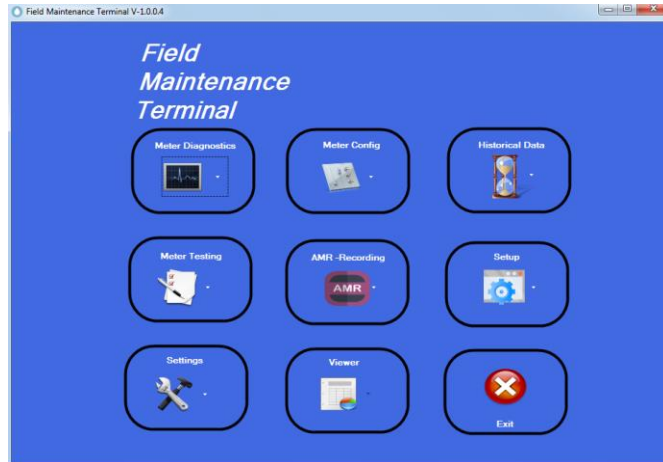 Field Maintenance Terminal V-1.0.0.4
Field
Maintenance
Terminal
Meter Diagnostics
Meter Config
Historical Data
Meter Testing
AMR -Recording
Setup
AMR
Settings
Viewer
Exit